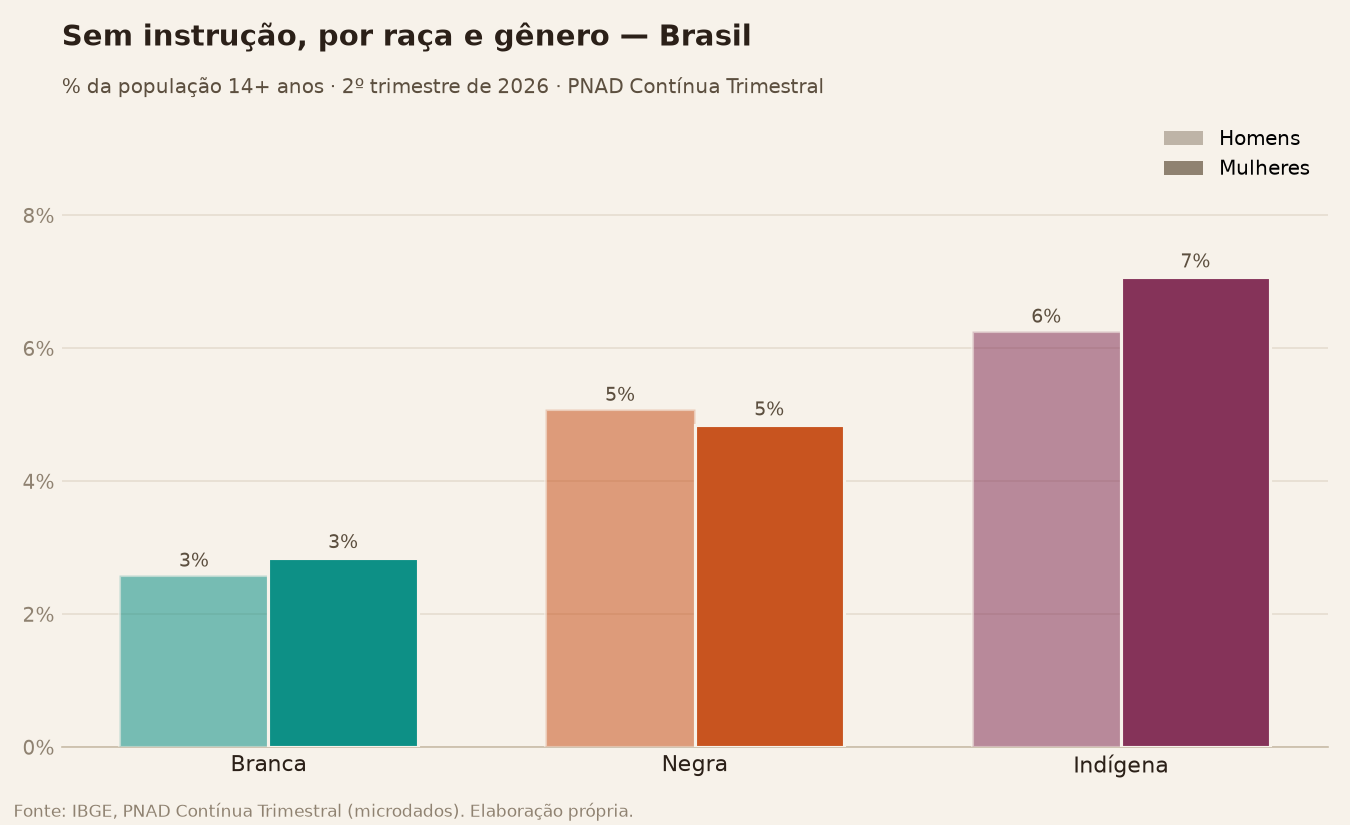 Sem instrução, por raça e gênero — Brasil
% da população 14+ anos · 2º trimestre de 2026 · PNAD Contínua Trimestral
Homens
Mulheres
8%
6%
4%
2%
0%
3%
3%
5%
5%
6%
7%
Branca
Negra
Indígena
Fonte: IBGE, PNAD Contínua Trimestral (microdados). Elaboração própria.